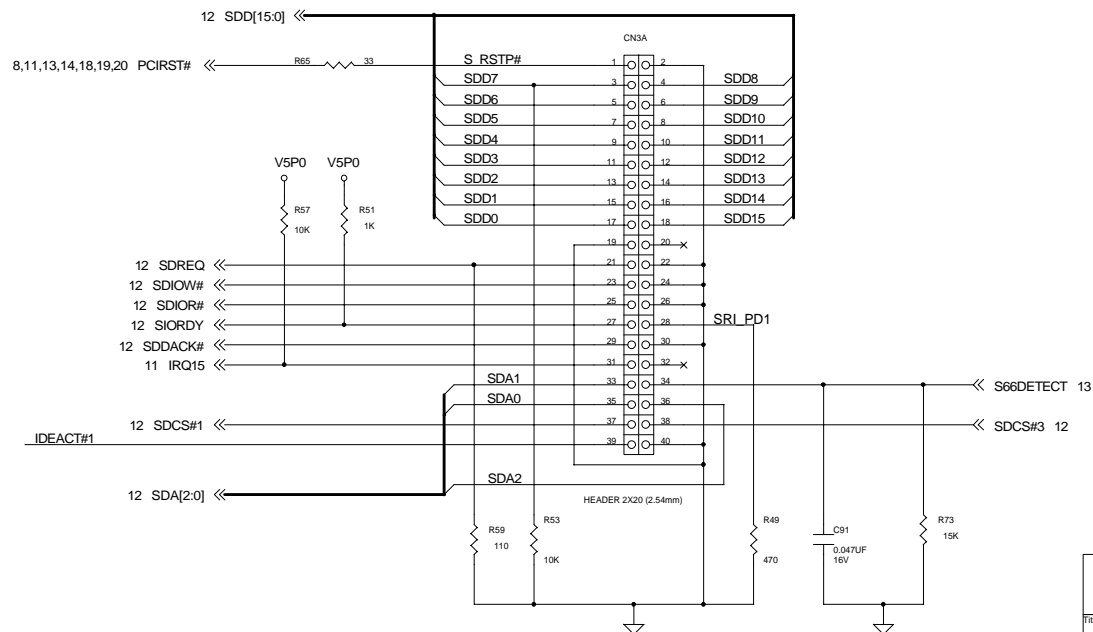 12 SDD[15:0]
CN3A
8,11,13,14,18,19,20 PCIRST# R65 33 S_RSTP# 1 2
SDD7 3 4 SDD8
SDD6 5 6 SDD9
SDD5 7 8 SDD10
SDD4 9 10 SDD11
SDD3 11 12 SDD12
V5P0 V5P0
SDD2 13 14 SDD13
SDD1 15 16 SDD14
R57 R51
10K 1K
SDD0 17 18 SDD15
19 20
12 SDREQ 21 22
12 SDIOW# 23 24
12 SDIOR# 25 26
12 SIORDY 27 28 SRI_PD1
12 SDDACK# 29 30
11 IRQ15 31 32
SDA1 33 34 S66DETECT 13
SDA0 35 36
12 SDCS#1 37 38 SDCS#3 12
IDEACT#1 39 40
SDA2
12 SDA[2:0]
HEADER 2X20 (2.54mm)
R59 R53 R49 C91 R73
110 10K 470 0.047UF 15K
16V